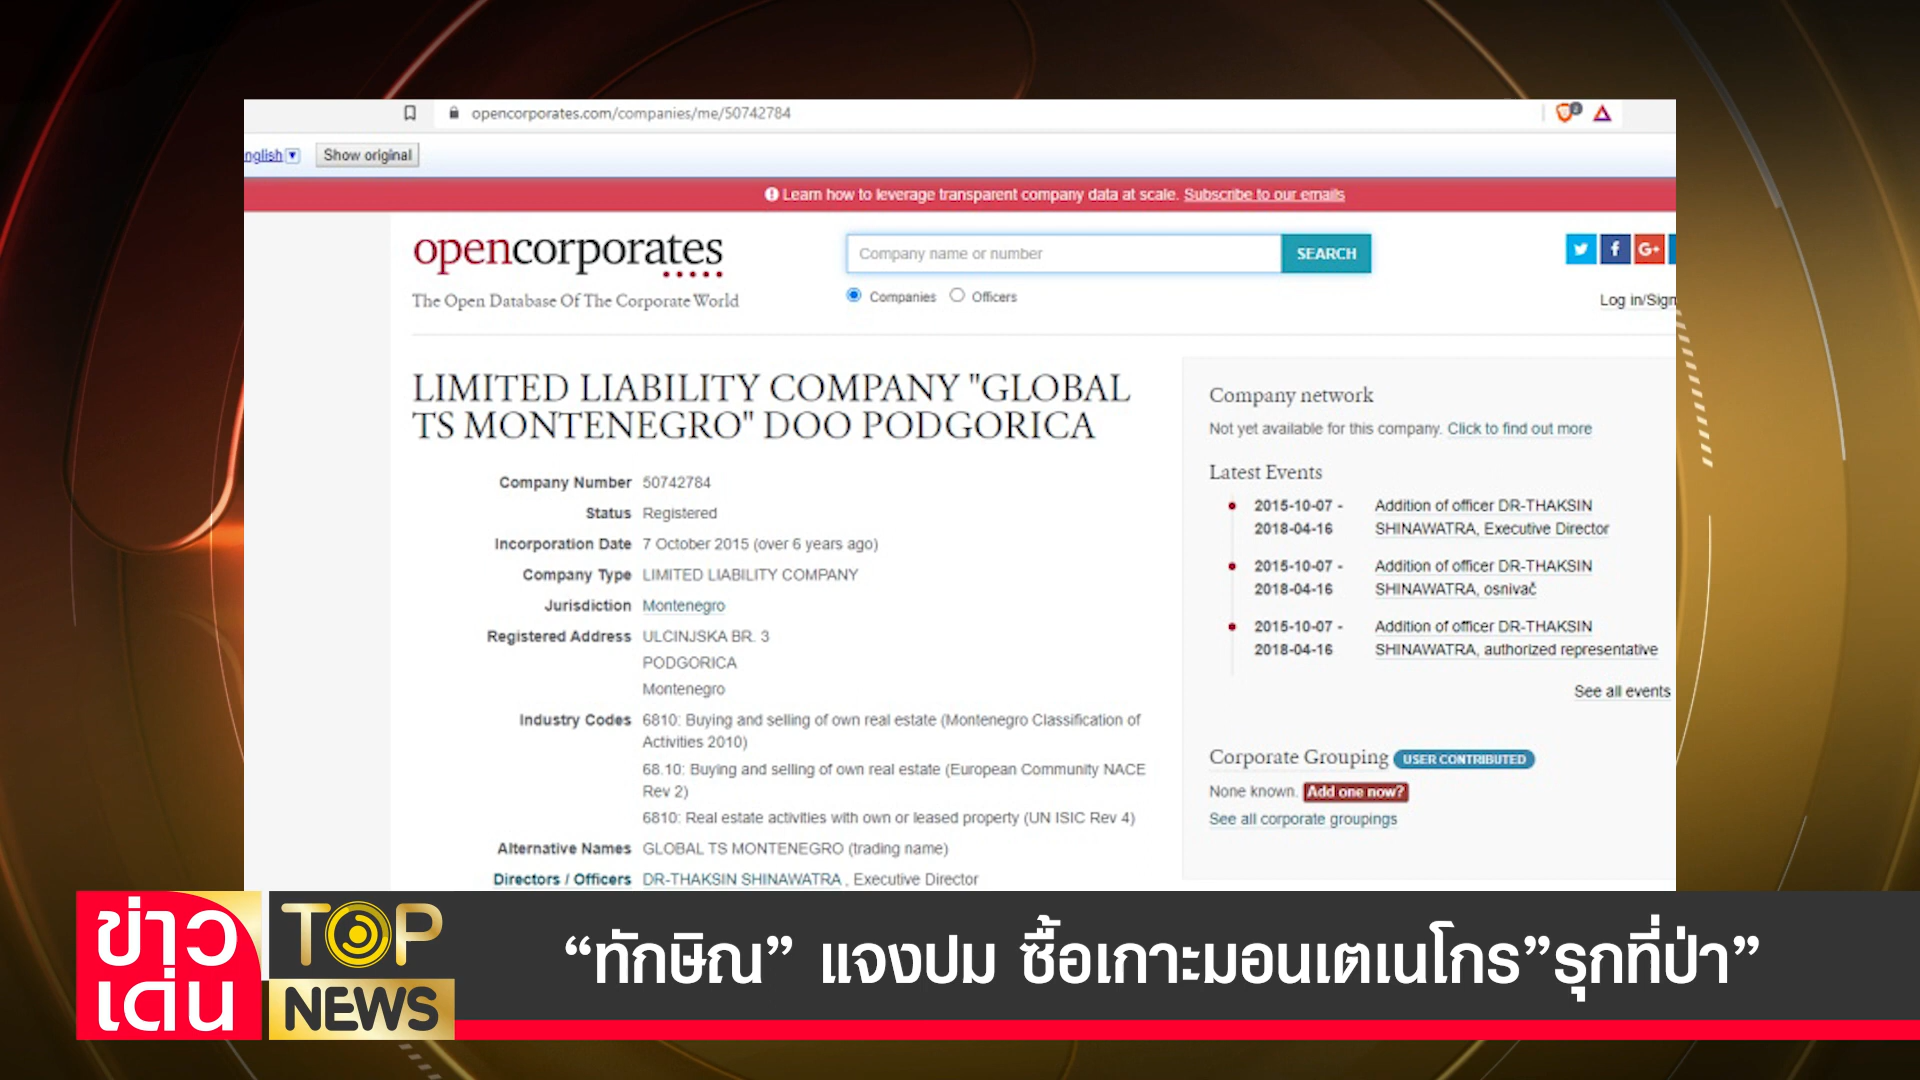 opencorporates.com/companies/me/50742784
2
nglish
Show original
Learn how to leverage transparent company data at scale. Subscribe to our emails
opencorporates
The Open Database Of The Corporate World
Company name or number
SEARCH
Companies
Officers
f
G+
Log in/Sign
LIMITED LIABILITY COMPANY "GLOBAL
TS MONTENEGRO" DOO PODGORICA
Company Number 50742784
Status Registered
Incorporation Date 7 October 2015 (over 6 years ago)
Company Type LIMITED LIABILITY COMPANY
Jurisdiction Montenegro
Registered Address ULCINJSKA BR. 3
PODGORICA
Montenegro
Industry Codes 6810: Buying and selling of own real estate (Montenegro Classification of
Activities 2010)
68.10: Buying and selling of own real estate (European Community NACE
Rev 2)
6810: Real estate activities with own or leased property (UN ISIC Rev 4)
Alternative Names GLOBAL TS MONTENEGRO (trading name)
Directors / Officers DR-THAKSIN SHINAWATRA , Executive Director
Company network
Not yet available for this company. Click to find out more
Latest Events
2015-10-07 - Addition of officer DR-THAKSIN
2018-04-16 SHINAWATRA, Executive Director
2015-10-07 - Addition of officer DR-THAKSIN
2018-04-16 SHINAWATRA, osnivač
2015-10-07 - Addition of officer DR-THAKSIN
2018-04-16 SHINAWATRA, authorized representative
See all events
Corporate Grouping USER CONTRIBUTED
None known. Add one now?
See all corporate groupings
ข่าว
เด่น
TOP
NEWS
“ทักษิณ” แจงปม ซื้อเกาะมอนเตเนโกร”รุกที่ป่า”